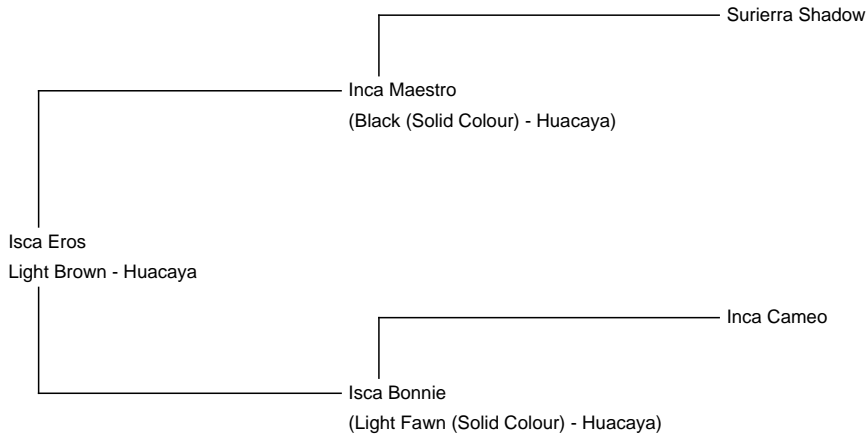 Surierra Shadow
Inca Maestro
(Black (Solid Colour) - Huacaya)
Isca Eros
Light Brown - Huacaya
Inca Cameo
Isca Bonnie
(Light Fawn (Solid Colour) - Huacaya)